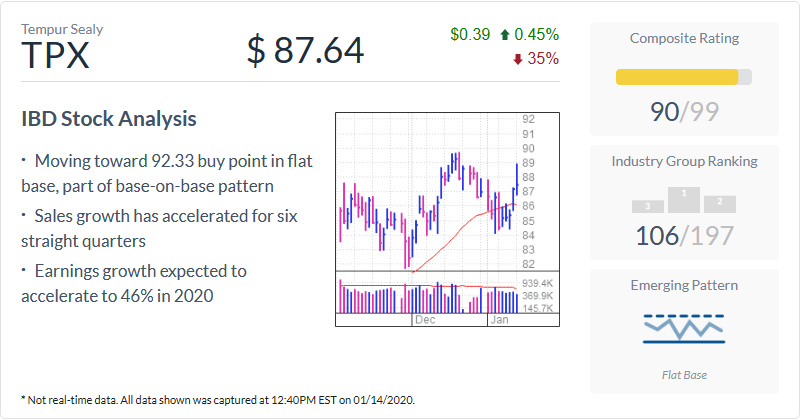 Tempur Sealy
TPX
$ 87.64
$0.39 0.45%
35%
IBD Stock Analysis
· Moving toward 92.33 buy point in flat
base, part of base-on-base pattern
· Sales growth has accelerated for six
straight quarters
· Earnings growth expected to
accelerate to 46% in 2020
92
91
90
89
88
87
86
85
84
83
82
939.4K
369.9K
145.7K
Dec
Jan
Composite Rating
90/99
Industry Group Ranking
3
1
2
106/197
Emerging Pattern
Flat Base
* Not real-time data. All data shown was captured at 12:40PM EST on 01/14/2020.